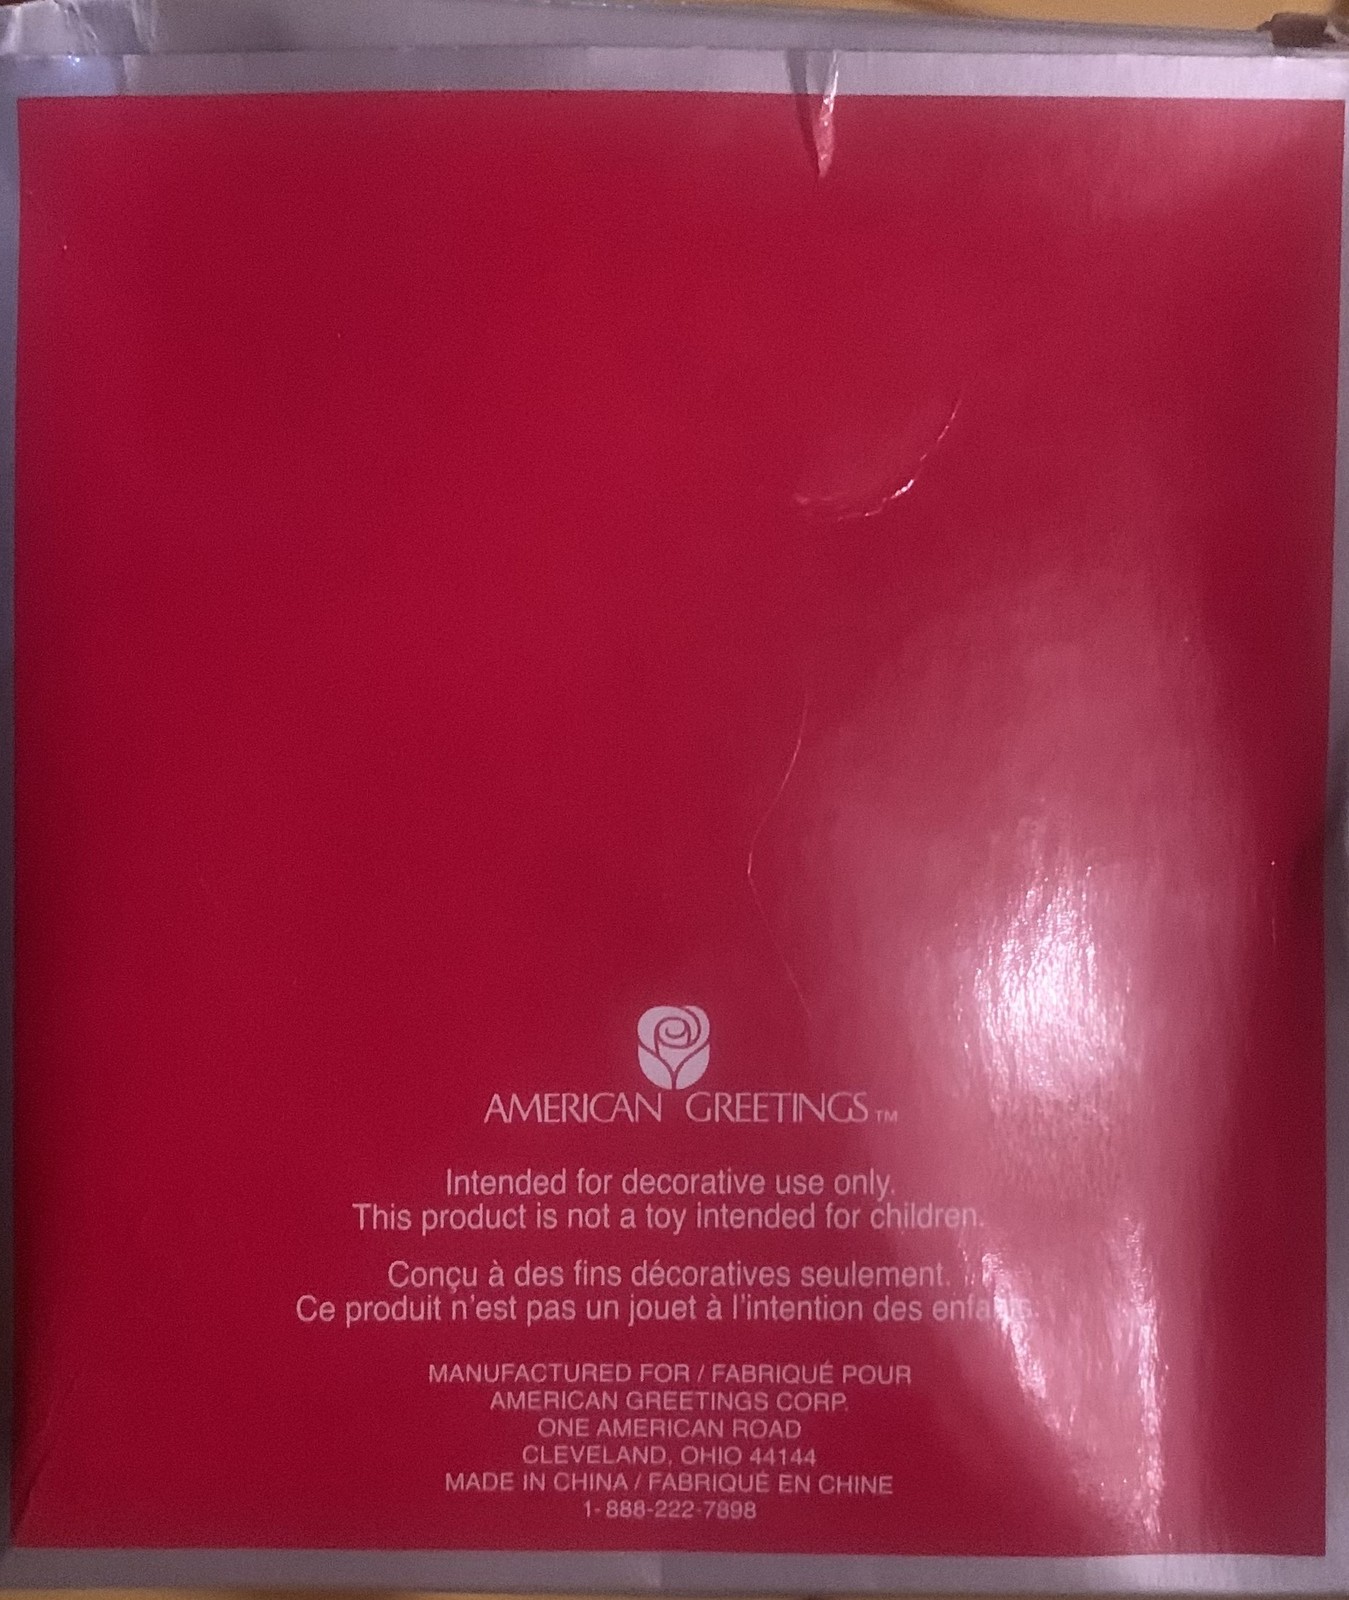 AMERICAN GREETINGS™
Intended for decorative use only.
This product is not a toy intended for children.
Conçu à des fins décoratives seulement.
Ce produit n'est pas un jouet à l'intention des enfants.
MANUFACTURED FOR / FABRIQUÉ POUR
AMERICAN GREETINGS CORP.
ONE AMERICAN ROAD
CLEVELAND, OHIO 44144
MADE IN CHINA / FABRIQUÉ EN CHINE
1-888-222-7898